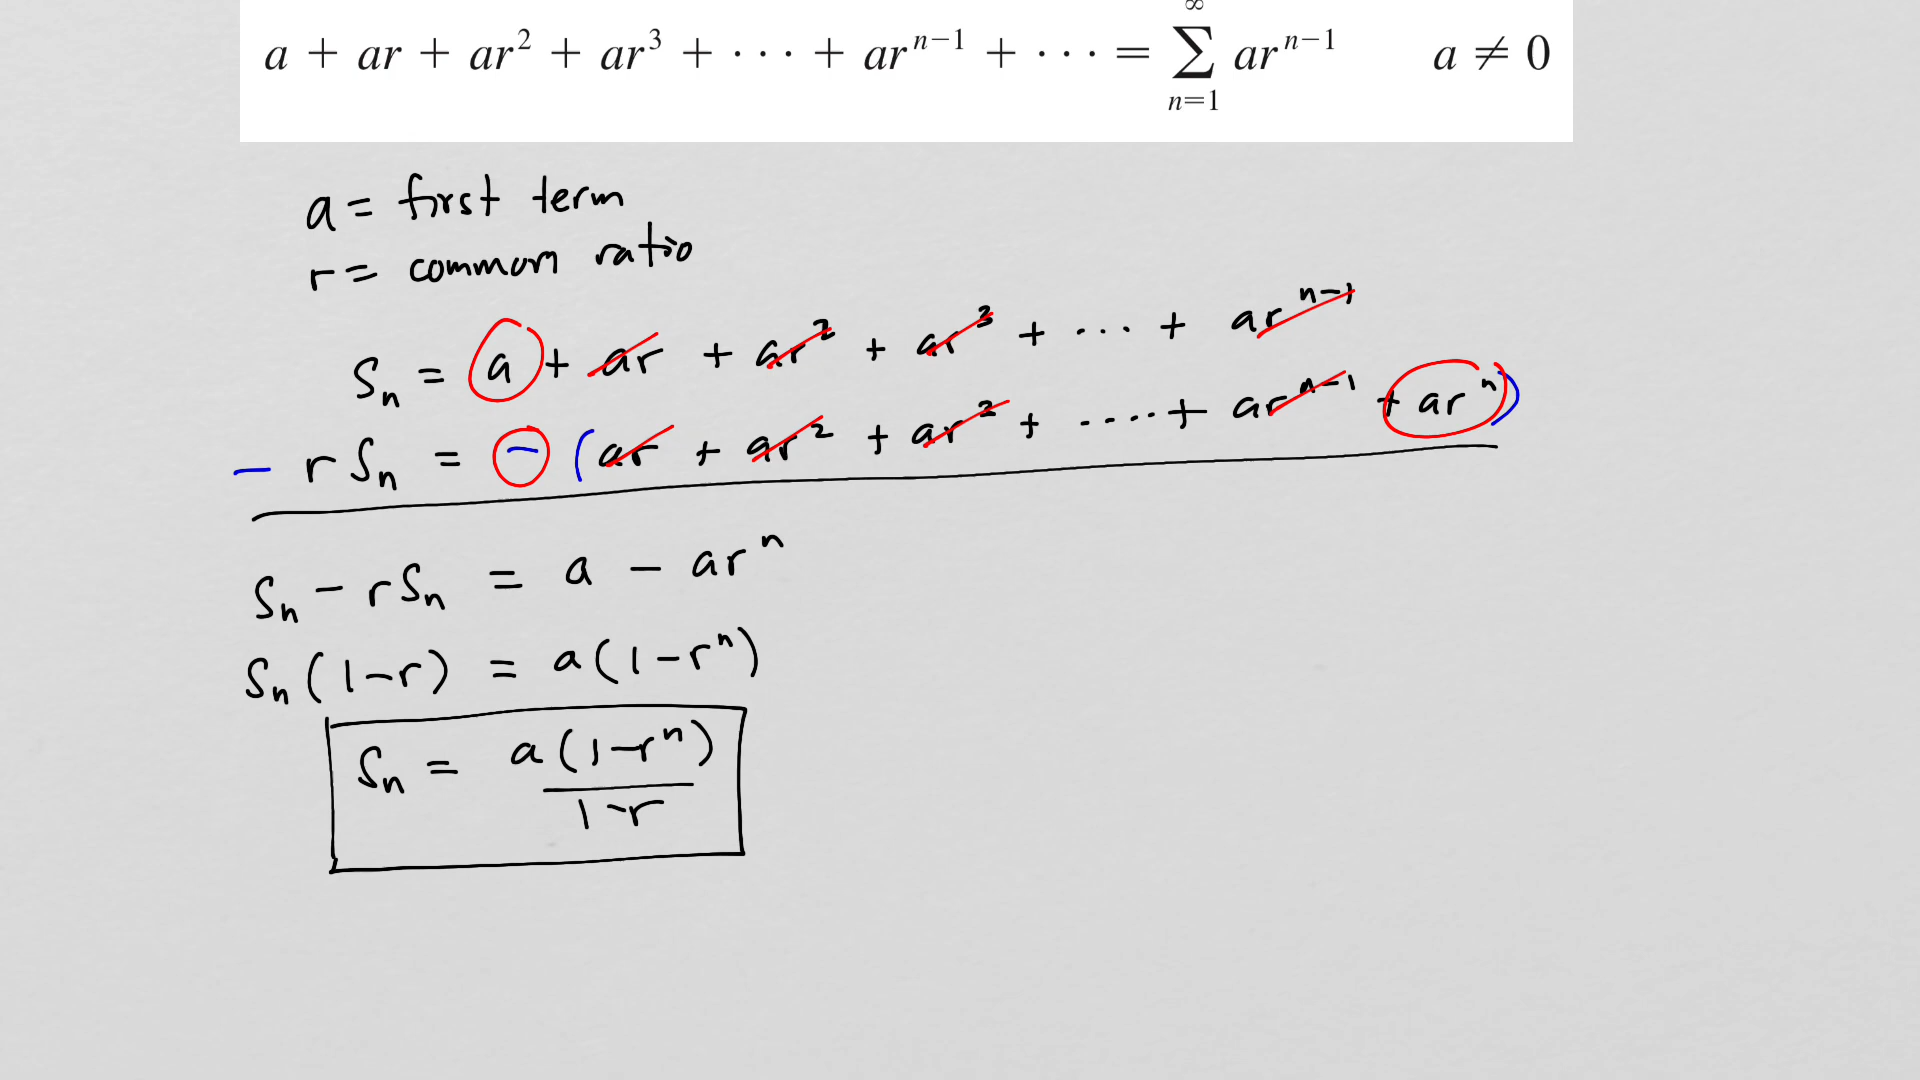 a + ar + ar² + ar³ + · · · + arⁿ⁻¹ + · · · = ∑_{n=1}^{∞} arⁿ⁻¹  a ≠ 0
a = first term
r = common ratio
Sₙ = a + ar + ar² + ar³ + ... + arⁿ⁻¹
− rSₙ = − (ar + ar² + ar³ + .... + arⁿ⁻¹ + arⁿ)
Sₙ − rSₙ = a − arⁿ
Sₙ(1−r) = a(1−rⁿ)
Sₙ = a(1−rⁿ) / 1−r